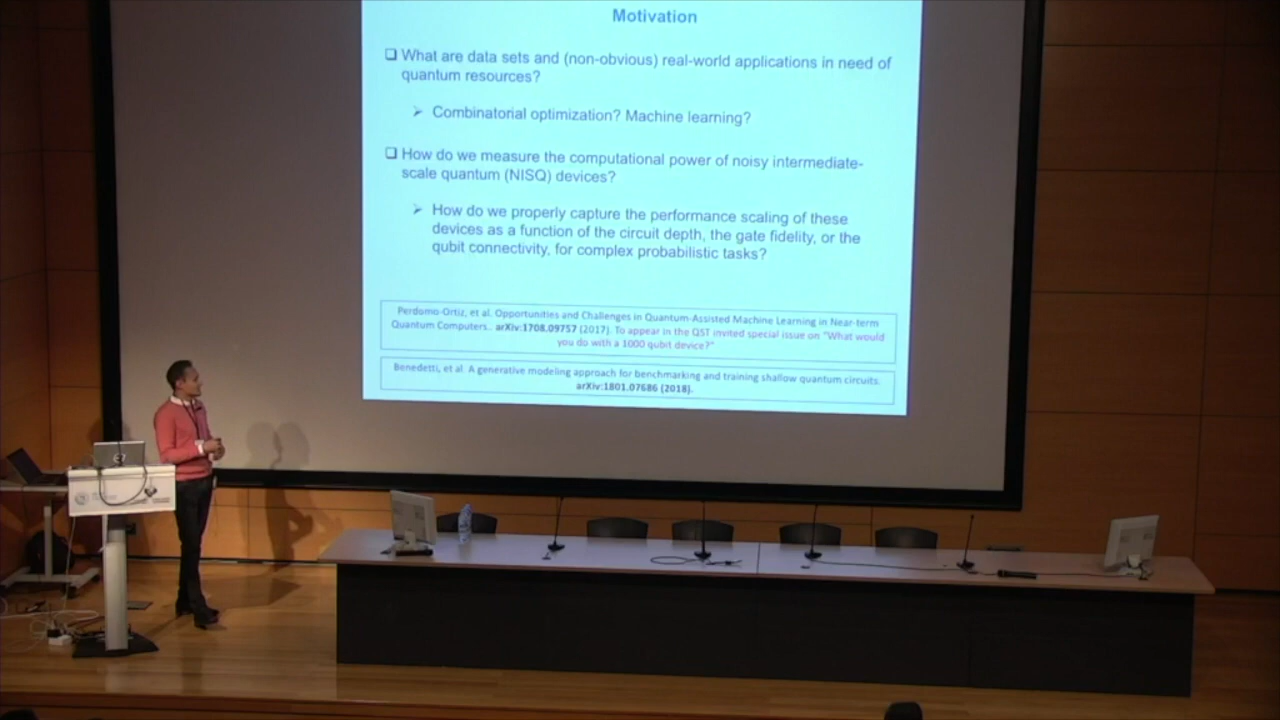 Motivation
What are data sets and (non-obvious) real-world applications in need of
quantum resources?
Combinatorial optimization? Machine learning?
How do we measure the computational power of noisy intermediate-
scale quantum (NISQ) devices?
How do we properly capture the performance scaling of these
devices as a function of the circuit depth, the gate fidelity, or the
qubit connectivity, for complex probabilistic tasks?
Perdomo-Ortiz, et al. Opportunities and Challenges in Quantum-Assisted Machine Learning in Near-term
Quantum Computers.. arXiv:1708.09757 (2017). To appear in the QST invited special issue on "What would
you do with a 1000 qubit device?"
Benedetti, et al. A generative modeling approach for benchmarking and training shallow quantum circuits.
arXiv:1801.07686 (2018).